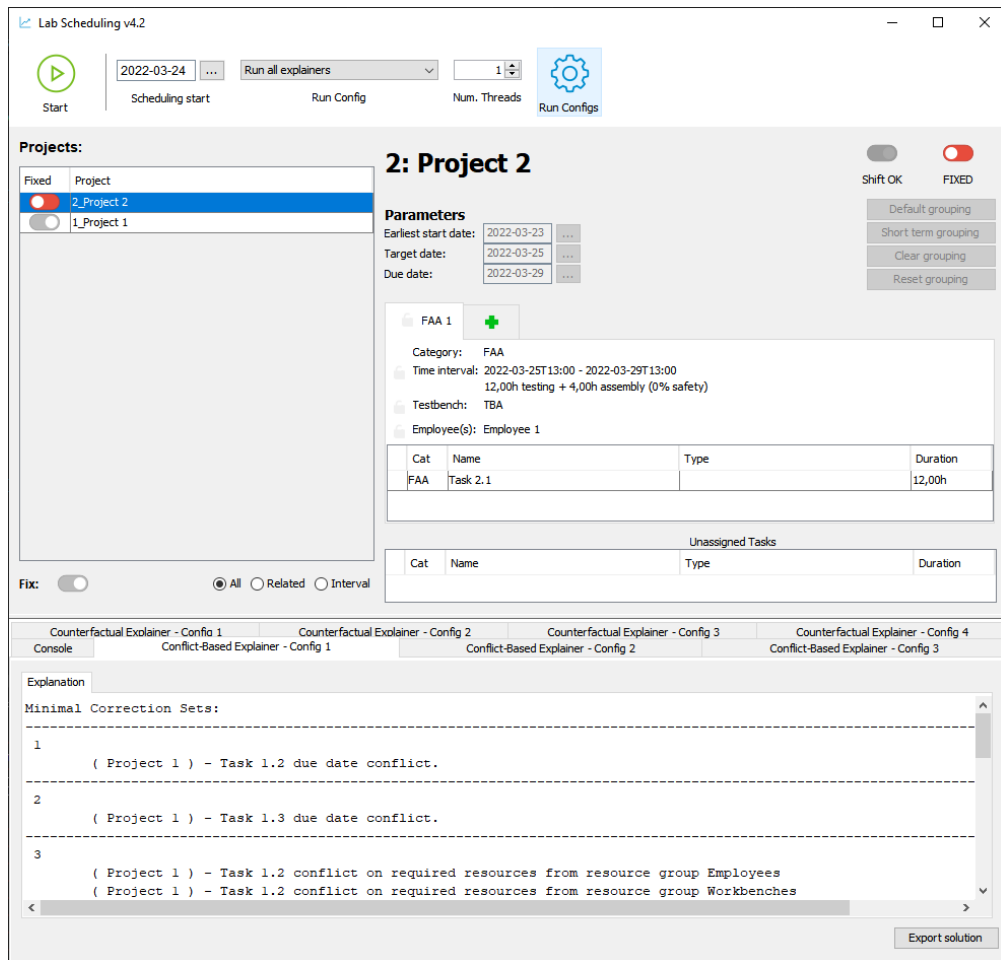 Lab Scheduling v4.2
2022-03-24 ... Run all explainers 1
Start Scheduling start Run Config Num. Threads Run Configs
Projects:
Fixed Project
2_Project 2
1_Project 1
Fix: All Related Interval
2: Project 2
Shift OK FIXED
Default grouping
Short term grouping
Clear grouping
Reset grouping
Parameters
Earliest start date: 2022-03-23 ...
Target date: 2022-03-25 ...
Due date: 2022-03-29 ...
FAA 1
Category: FAA
Time interval: 2022-03-25T13:00 - 2022-03-29T13:00
12,00h testing + 4,00h assembly (0% safety)
Testbench: TBA
Employee(s): Employee 1
Cat Name Type Duration
FAA Task 2.1 12,00h
Unassigned Tasks
Cat Name Type Duration
Counterfactual Explainer - Config 1 Counterfactual Explainer - Config 2 Counterfactual Explainer - Config 3 Counterfactual Explainer - Config 4
Console Conflict-Based Explainer - Config 1 Conflict-Based Explainer - Config 2 Conflict-Based Explainer - Config 3
Explanation
Minimal Correction Sets:
1
( Project 1 ) - Task 1.2 due date conflict.
2
( Project 1 ) - Task 1.3 due date conflict.
3
( Project 1 ) - Task 1.2 conflict on required resources from resource group Employees
( Project 1 ) - Task 1.2 conflict on required resources from resource group Workbenches
Export solution